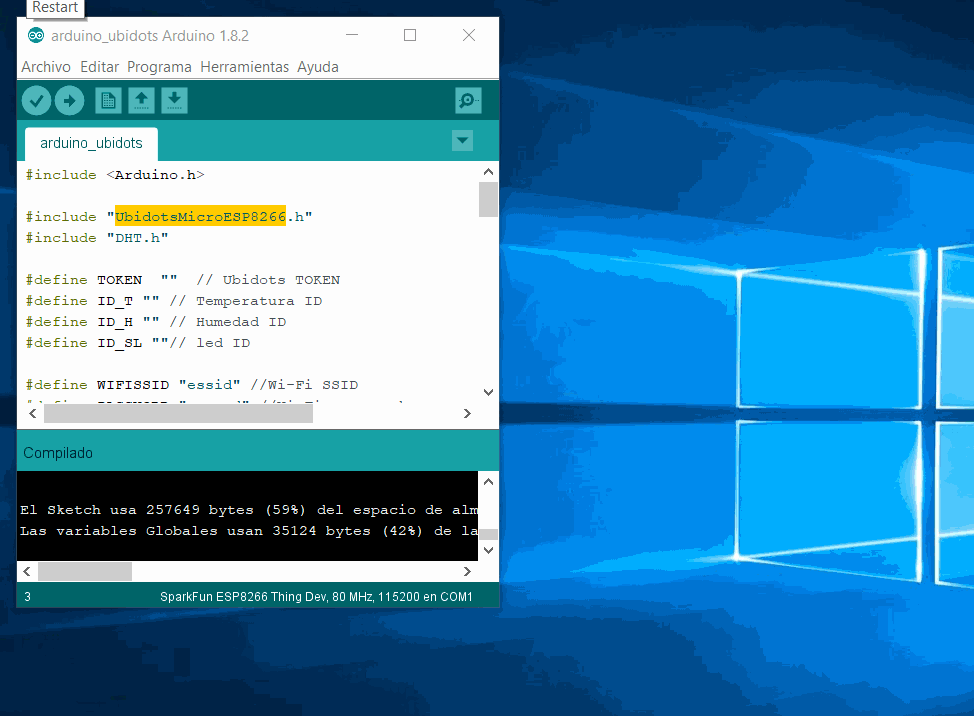 Restart
arduino_ubidots Arduino 1.8.2
Archivo Editar Programa Herramientas Ayuda
arduino_ubidots
#include <Arduino.h>
#include "UbidotsMicroESP8266.h"
#include "DHT.h"
#define TOKEN "" // Ubidots TOKEN
#define ID_T "" // Temperatura ID
#define ID_H "" // Humedad ID
#define ID_SL ""// led ID
#define WIFISSID "essid" //Wi-Fi SSID
Compilado
El Sketch usa 257649 bytes (59%) del espacio de alm
Las variables Globales usan 35124 bytes (42%) de la
3
SparkFun ESP8266 Thing Dev, 80 MHz, 115200 en COM1